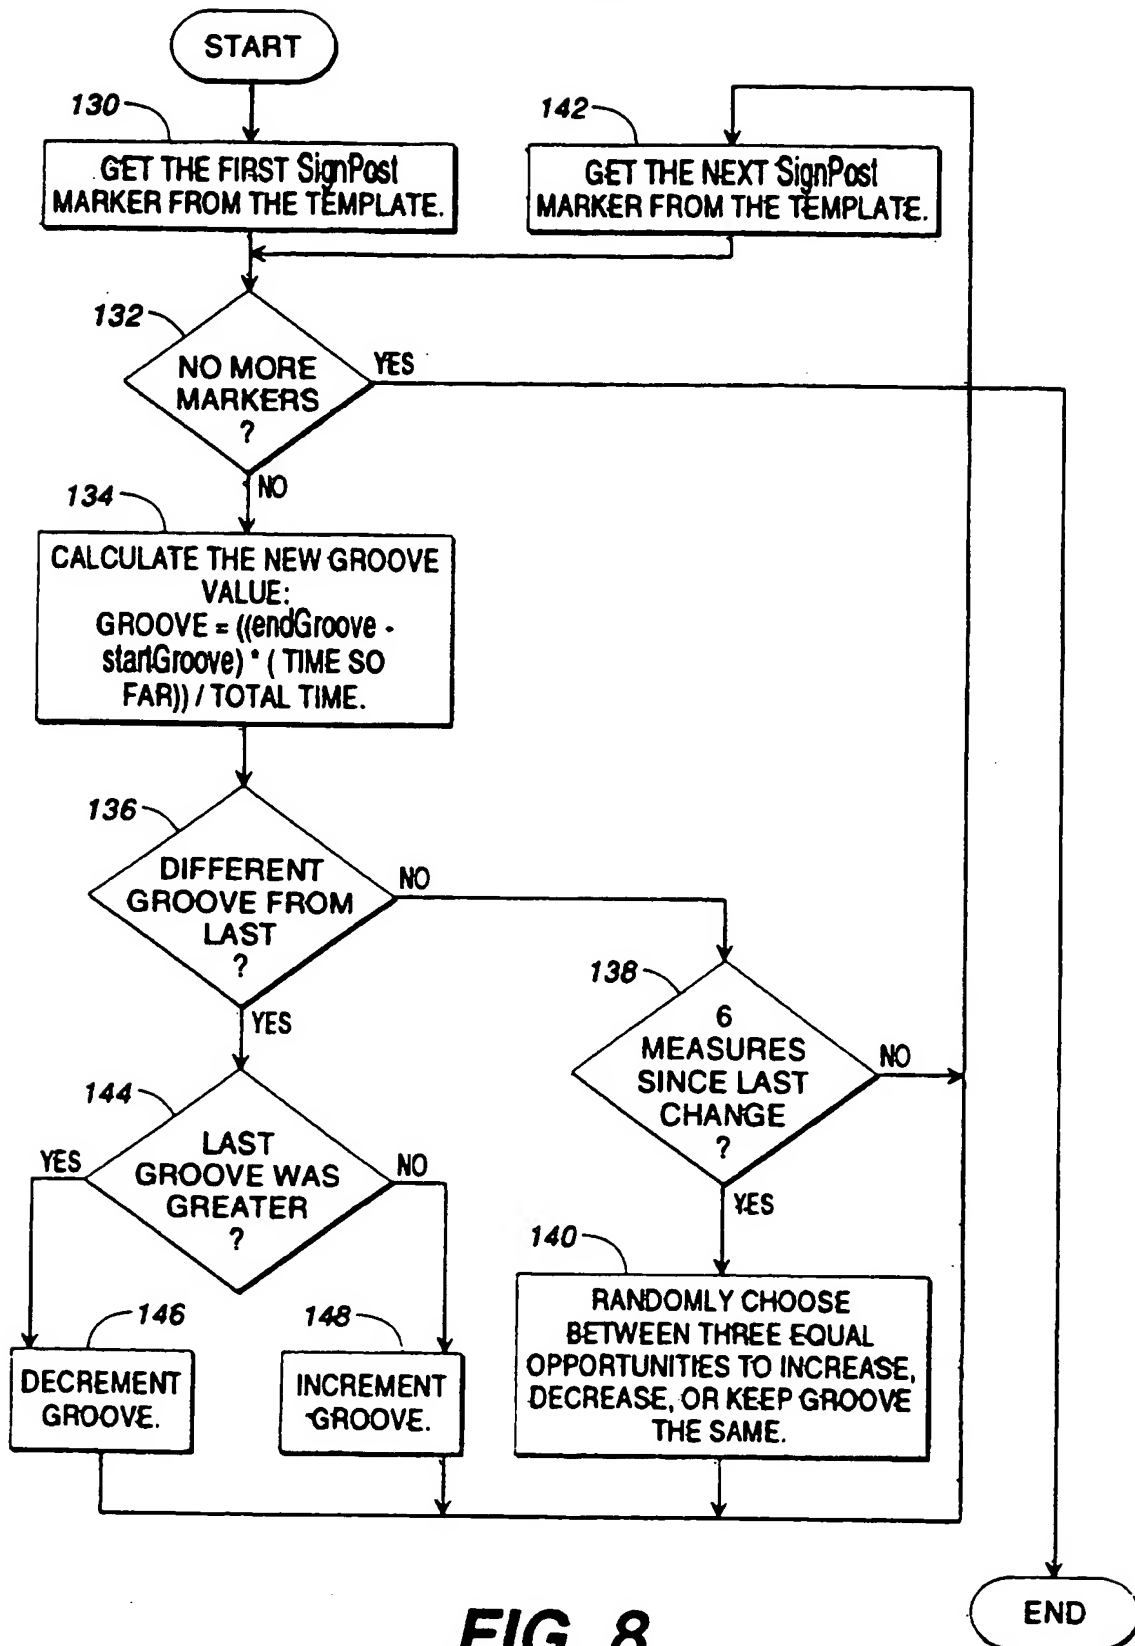 START
130
GET THE FIRST SignPost
MARKER FROM THE TEMPLATE.
142
GET THE NEXT SignPost
MARKER FROM THE TEMPLATE.
132
NO MORE
MARKERS
?
YES
NO
134
CALCULATE THE NEW GROOVE
VALUE:
GROOVE = ((endGroove -
startGroove) * ( TIME SO
FAR)) / TOTAL TIME.
136
DIFFERENT
GROOVE FROM
LAST
?
NO
YES
138
6
MEASURES
SINCE LAST
CHANGE
?
NO
YES
144
LAST
GROOVE WAS
GREATER
?
YES
NO
140
RANDOMLY CHOOSE
BETWEEN THREE EQUAL
OPPORTUNITIES TO INCREASE,
DECREASE, OR KEEP GROOVE
THE SAME.
146
DECREMENT
GROOVE.
148
INCREMENT
GROOVE.
END
FIG. 8